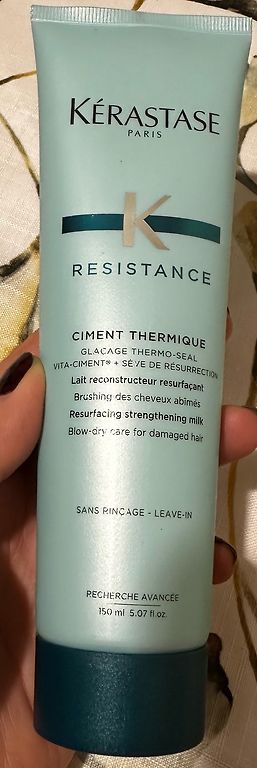 KÉRASTASE
PARIS
K
RESISTANCE
CIMENT THERMIQUE
GLAÇAGE THERMO-SEAL
VITA-CIMENT® + SÈVE DE RÉSURRECTION
Lait reconstructeur resurfaçant
Brushing des cheveux abîmés
Resurfacing strengthening milk
Blow-dry care for damaged hair
SANS RINÇAGE - LEAVE-IN
RECHERCHE AVANCÉE
150 ml 5.07 fl.oz.